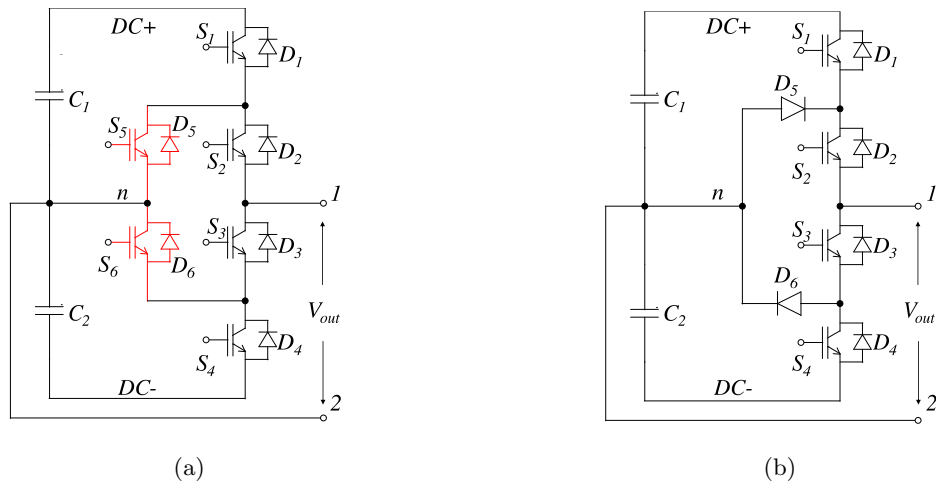 DC+
S1
D1
C1
S5
D5
S2
D2
n
1
S6
D6
S3
D3
C2
Vout
S4
D4
DC-
2
(a)
DC+
S1
D1
D5
C1
S2
D2
n
1
S3
D3
D6
C2
Vout
S4
D4
DC-
2
(b)